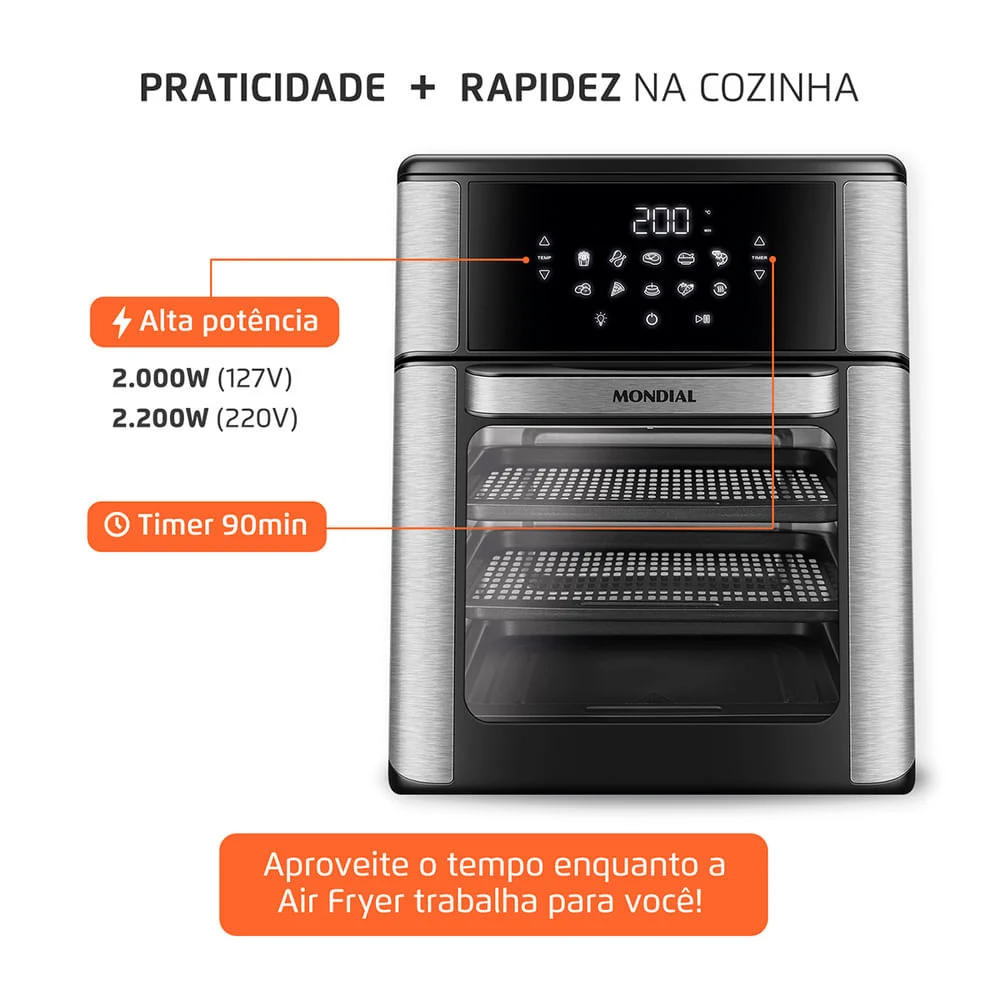 PRATICIDADE + RAPIDEZ NA COZINHA
200
°C
MIN
TEMP
TIMER
Alta potência
2.000W (127V)
2.200W (220V)
MONDIAL
Timer 90min
Aproveite o tempo enquanto a
Air Fryer trabalha para você!